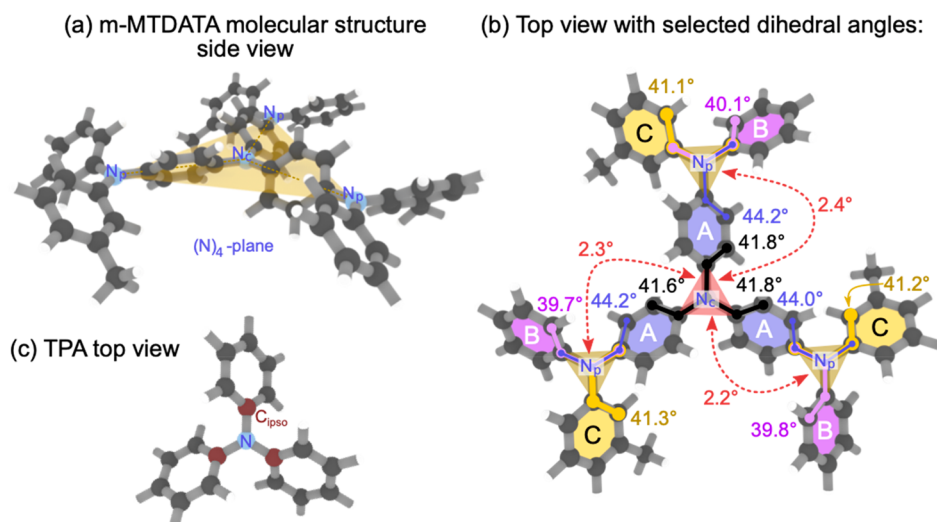 (a) m-MTDATA molecular structure
side view
Np
Nc
Np
Np
(N)4-plane
(c) TPA top view
Cipso
N
(b) Top view with selected dihedral angles:
41.1°
40.1°
C
B
Np
44.2°
2.4°
A
41.8°
2.3°
41.6°
41.8°
41.2°
39.7°
44.2°
Nc
44.0°
B
A
A
C
Np
Np
2.2°
C
41.3°
39.8°
B